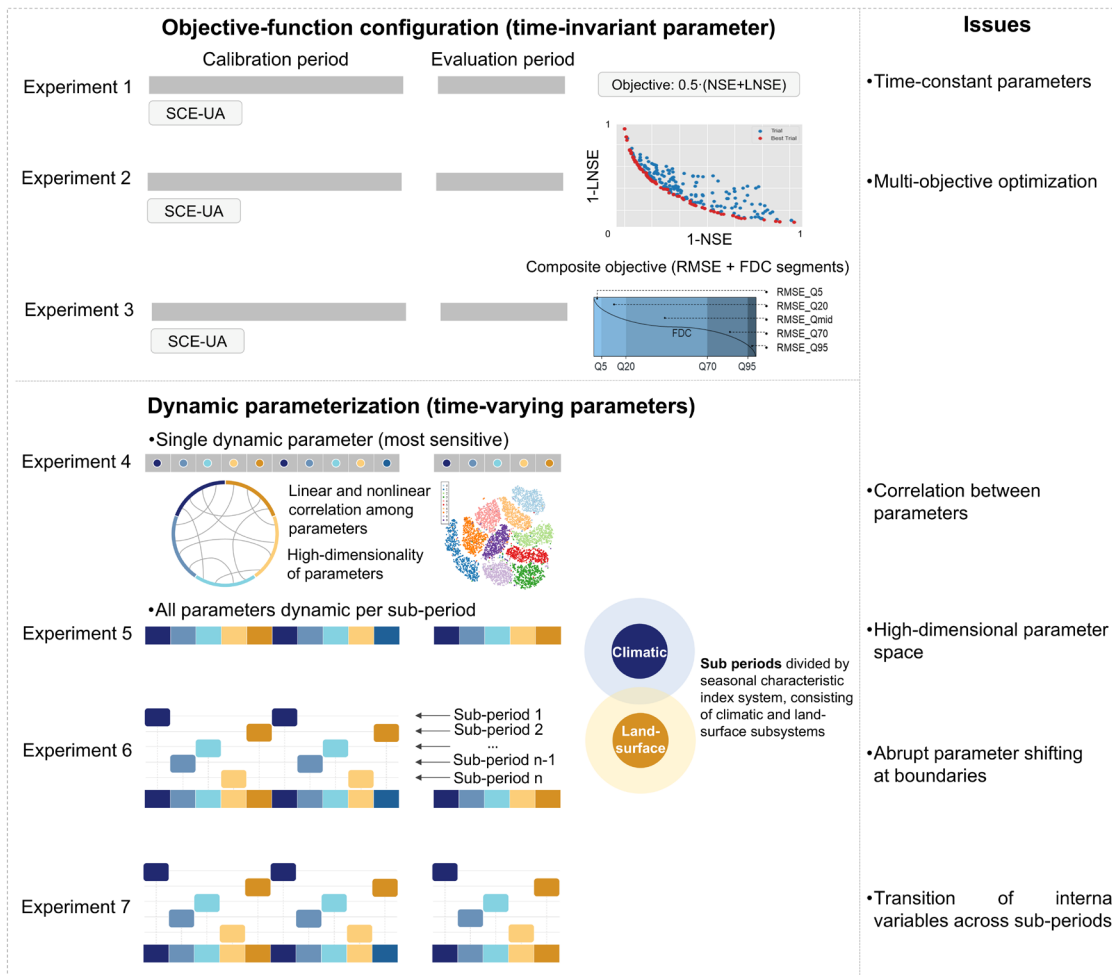 Objective-function configuration (time-invariant parameter)
Issues
Calibration period
Evaluation period
Experiment 1
Objective: 0.5·(NSE+LNSE)
•Time-constant parameters
SCE-UA
1
Trial
Best Trial
1-LNSE
Experiment 2
•Multi-objective optimization
SCE-UA
0
1
1-NSE
Composite objective (RMSE + FDC segments)
Experiment 3
RMSE_Q5
RMSE_Q20
RMSE_Qmid
RMSE_Q70
RMSE_Q95
FDC
SCE-UA
Q5
Q20
Q70
Q95
Dynamic parameterization (time-varying parameters)
•Single dynamic parameter (most sensitive)
Experiment 4
Linear and nonlinear
correlation among
parameters
High-dimensionality
of parameters
•Correlation between
parameters
•All parameters dynamic per sub-period
Experiment 5
•High-dimensional parameter
space
Climatic
Land-
surface
Sub periods divided by
seasonal characteristic
index system, consisting
of climatic and land-
surface subsystems
Experiment 6
Sub-period 1
Sub-period 2
...
Sub-period n-1
Sub-period n
•Abrupt parameter shifting
at boundaries
Experiment 7
•Transition of interna
variables across sub-periods